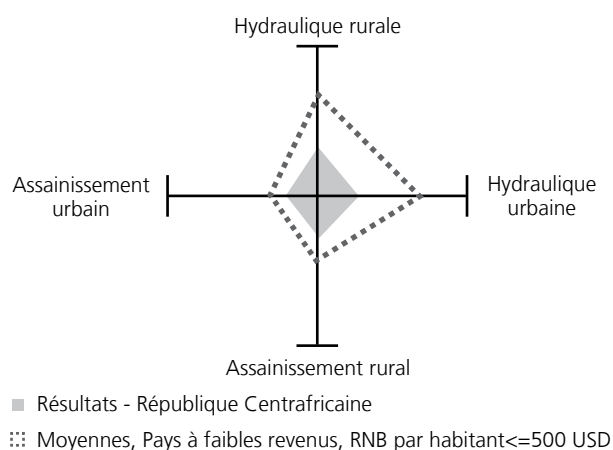 Hydraulique rurale
Assainissement
urbain
Hydraulique
urbaine
Assainissement rural
Résultats - République Centrafricaine
Moyennes, Pays à faibles revenus, RNB par habitant<=500 USD